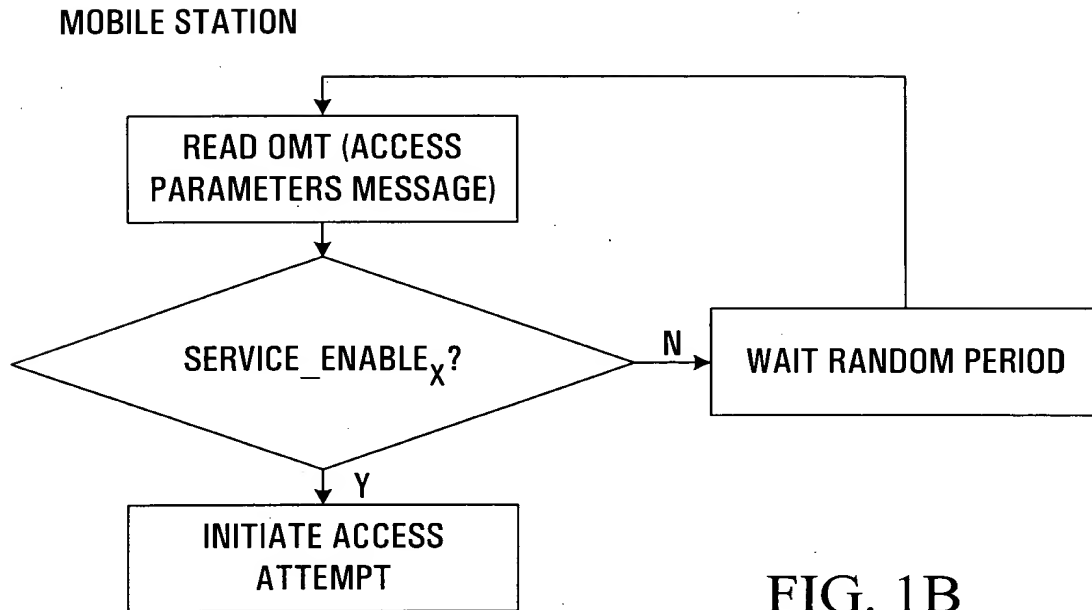 MOBILE STATION
READ OMT (ACCESS
PARAMETERS MESSAGE)
SERVICE_ENABLEX?
N
WAIT RANDOM PERIOD
Y
INITIATE ACCESS
ATTEMPT
FIG. 1B